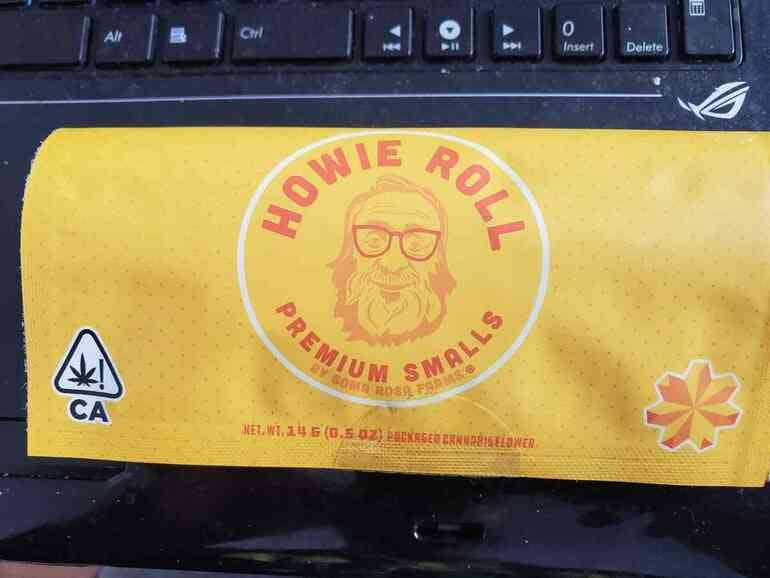 Alt
Ctrl
0
Insert
Delete
HOWIE ROLL
PREMIUM SMALLS
BY SOMA ROSA FARMS®
CA
NET. WT. 14 G (0.5 OZ) PACKAGED CANNABIS FLOWER